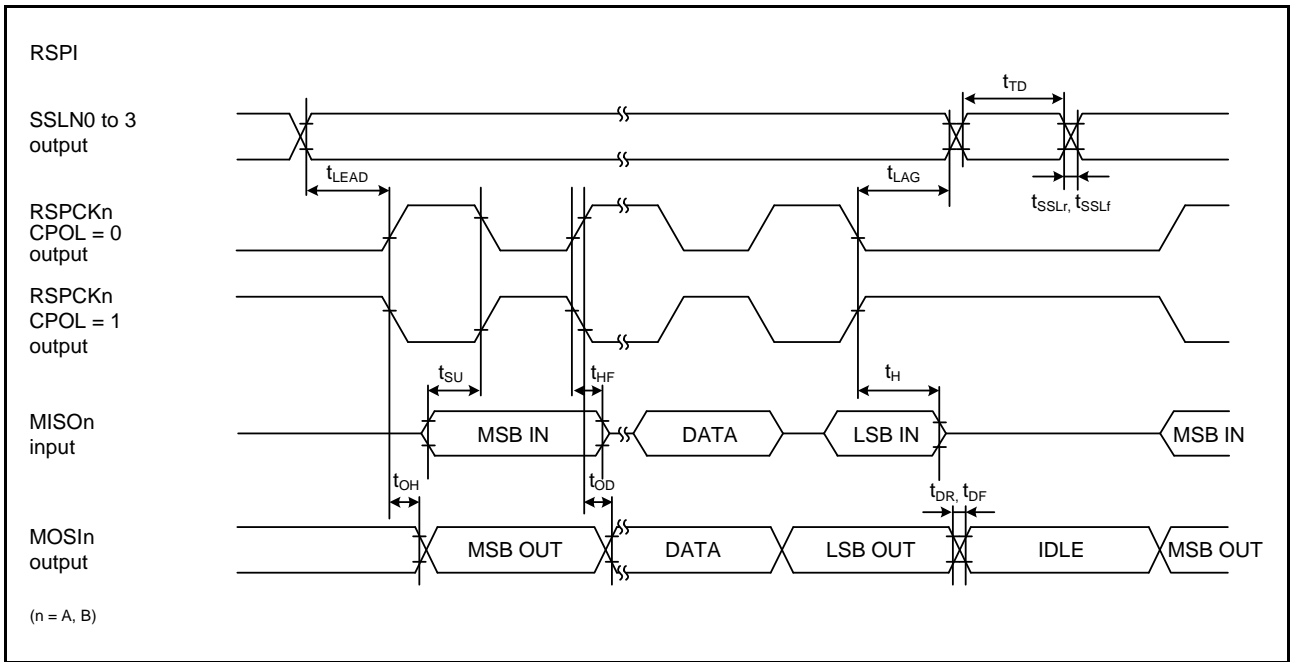 RSPI
tTD
SSLN0 to 3
output
tLEAD
tLAG
tSSLr, tSSLf
RSPCKn
CPOL = 0
output
RSPCKn
CPOL = 1
output
tSU
tHF
tH
MISOn
input
MSB IN
DATA
LSB IN
MSB IN
tOH
tOD
tDR, tDF
MOSIn
output
MSB OUT
DATA
LSB OUT
IDLE
MSB OUT
(n = A, B)